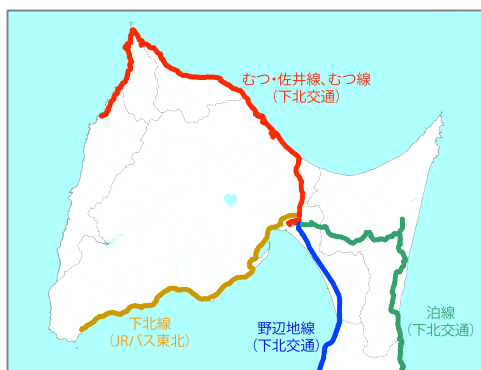 むつ・佐井線、むつ線
（下北交通）
下北線
（JRバス東北）
野辺地線
（下北交通）
泊線
（下北交通）